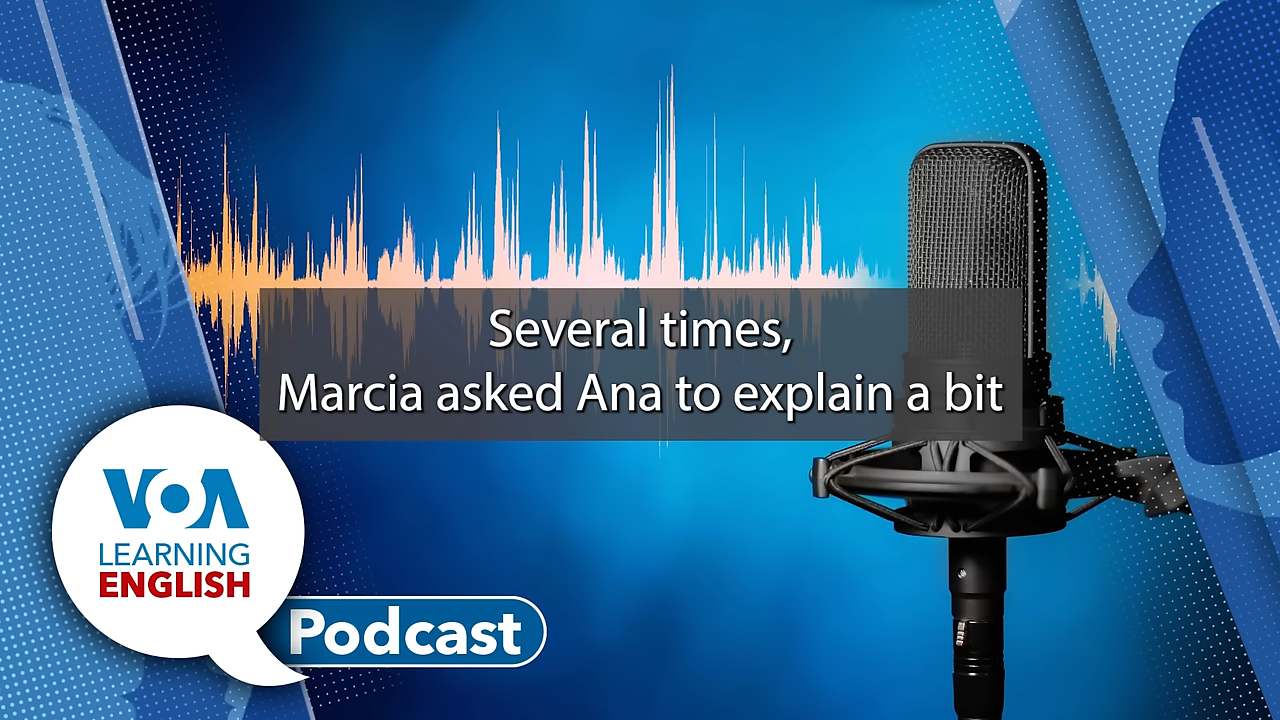 Several times,
Marcia asked Ana to explain a bit
VOA
LEARNING
ENGLISH
Podcast